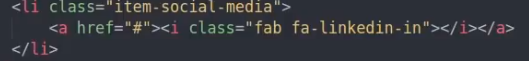 <li class="item-social-media">
<a href="#"><i class="fab fa-linkedin-in"></i></a>
</li>